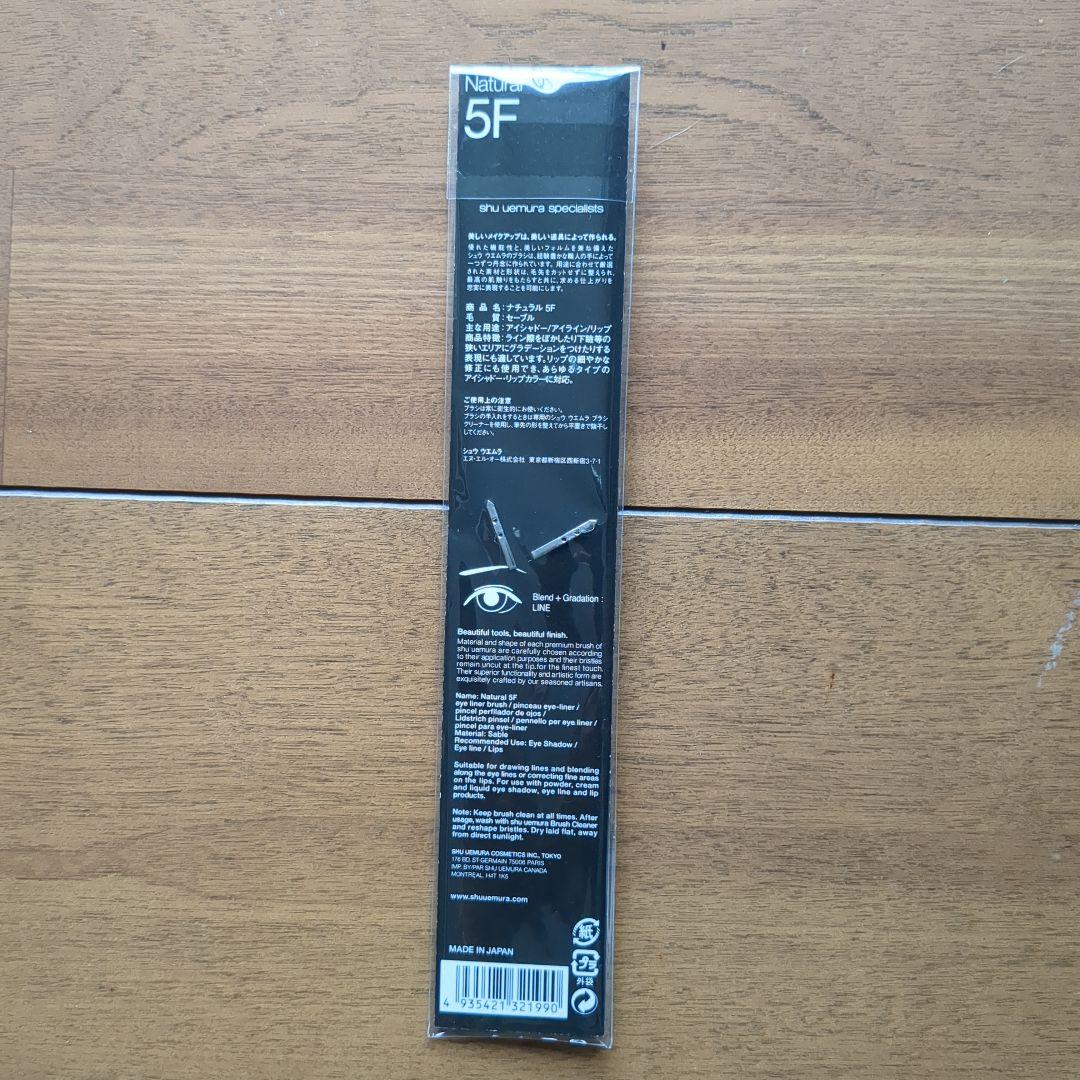 Natural
5F
shu uemura specialists
美しいメイクアップは、美しい道具によって作られる。
優れた機能性と、美しいフォルムを兼ね備えた
シュウ ウエムラのブラシは、経験豊かな職人の手によって
一つずつ丹念に作られています。用途に合わせて厳選
された素材と形状は、毛先をカットせずに整えられ、
最高の肌触りをもたらすと共に、求める仕上がりを
忠実に表現することを可能にします。
商品名：ナチュラル 5F
毛質：セーブル
主な用途：アイシャドー/アイライン/リップ
商品特徴：ライン際をぼかしたり下瞼等の
狭いエリアにグラデーションをつけたりする
表現にも適しています。リップの細やかな
修正にも使用でき、あらゆるタイプの
アイシャドー・リップカラーに対応。
ご使用上の注意
ブラシは常に衛生的にお使いください。
ブラシの手入れをするときは専用のシュウ ウエムラ ブラシ
クリーナーを使用し、筆先の形を整えてから平置きで陰干し
してください。
シュウ ウエムラ
エヌ・エル・オー株式会社 東京都新宿区西新宿3-7-1
Blend + Gradation :
LINE
Beautiful tools, beautiful finish.
Material and shape of each premium brush of
shu uemura are carefully chosen according
to their application purposes and their bristles
remain uncut at the tip.for the finest touch.
Their superior functionality and artistic form are
exquisitely crafted by our seasoned artisans.
Name: Natural 5F
eye liner brush / pinceau eye-liner /
pincel perfilador de ojos /
Lidstrich pinsel / pennello per eye liner /
pincel para eye-liner
Material: Sable
Recommended Use: Eye Shadow /
Eye line / Lips
Suitable for drawing lines and blending
along the eye lines or correcting fine areas
on the lips. For use with powder, cream
and liquid eye shadow, eye line and lip
products.
Note: Keep brush clean at all times. After
usage, wash with shu uemura Brush Cleaner
and reshape bristles. Dry laid flat, away
from direct sunlight.
SHU UEMURA COSMETICS INC., TOKYO
176 BD. ST-GERMAIN 75006 PARIS
IMP. BY/PAR SHU UEMURA CANADA
MONTREAL, H4T 1K5
www.shuuemura.com
紙
プラ
外袋
MADE IN JAPAN
4 935421 321990